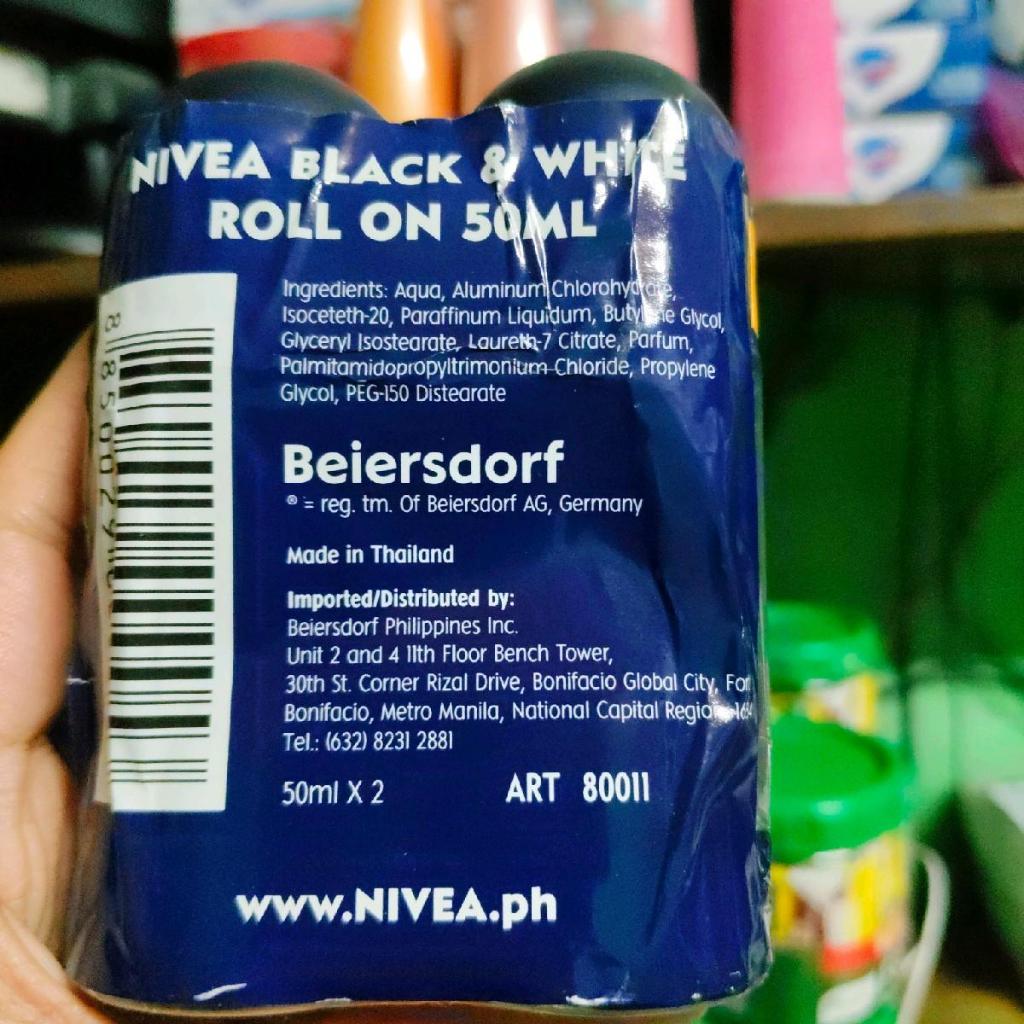 NIVEA BLACK & WHITE
ROLL ON 50ML
Ingredients: Aqua, Aluminum Chlorohydrate,
Isoceteth-20, Paraffinum Liquidum, Butylene Glycol,
Glyceryl Isostearate, Laureth-7 Citrate, Parfum,
Palmitamidopropyltrimonium Chloride, Propylene
Glycol, PEG-150 Distearate
Beiersdorf
® = reg. tm. Of Beiersdorf AG, Germany
Made in Thailand
Imported/Distributed by:
Beiersdorf Philippines Inc.
Unit 2 and 4 11th Floor Bench Tower,
30th St. Corner Rizal Drive, Bonifacio Global City,
Bonifacio, Metro Manila, National Capital Region
Tel.: (632) 8231 2881
50ml X 2
ART 80011
www.NIVEA.ph